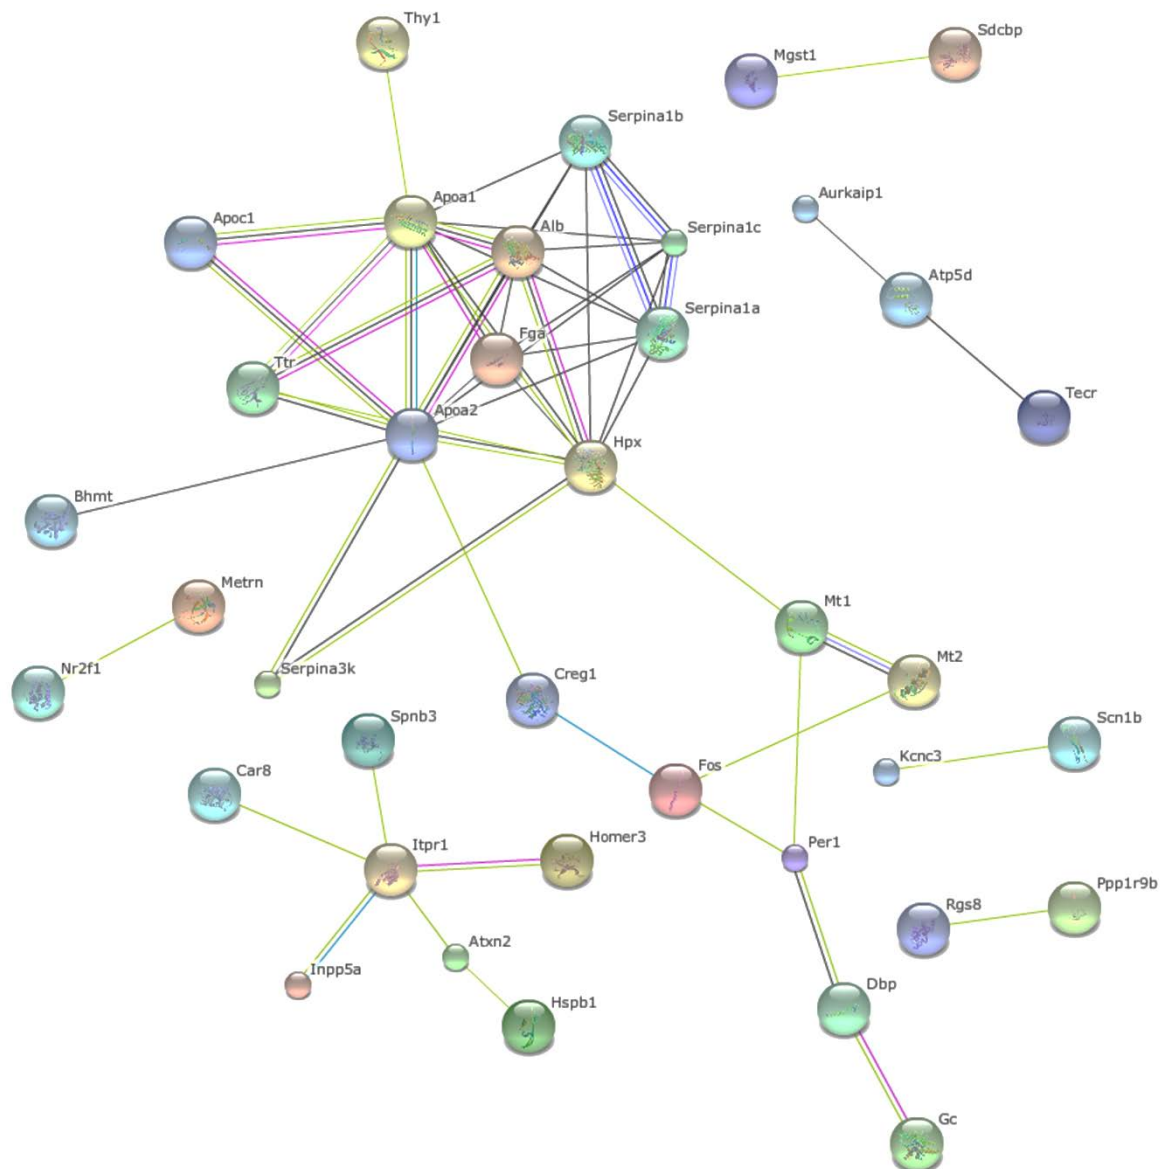 Thy1
Sdcbp
Mgst1
Serpina1b
Aurkaip1
Apoa1
Apoc1
Alb
Serpina1c
Atp5d
Serpina1a
Fga
Ttr
Tecr
Apoa2
Hpx
Bhmt
Metrn
Mt1
Mt2
Nr2f1
Serpina3k
Creg1
Spnb3
Scn1b
Kcnc3
Fos
Car8
Itpr1
Homer3
Per1
Ppp1r9b
Rgs8
Atxn2
Inpp5a
Dbp
Hspb1
Gc